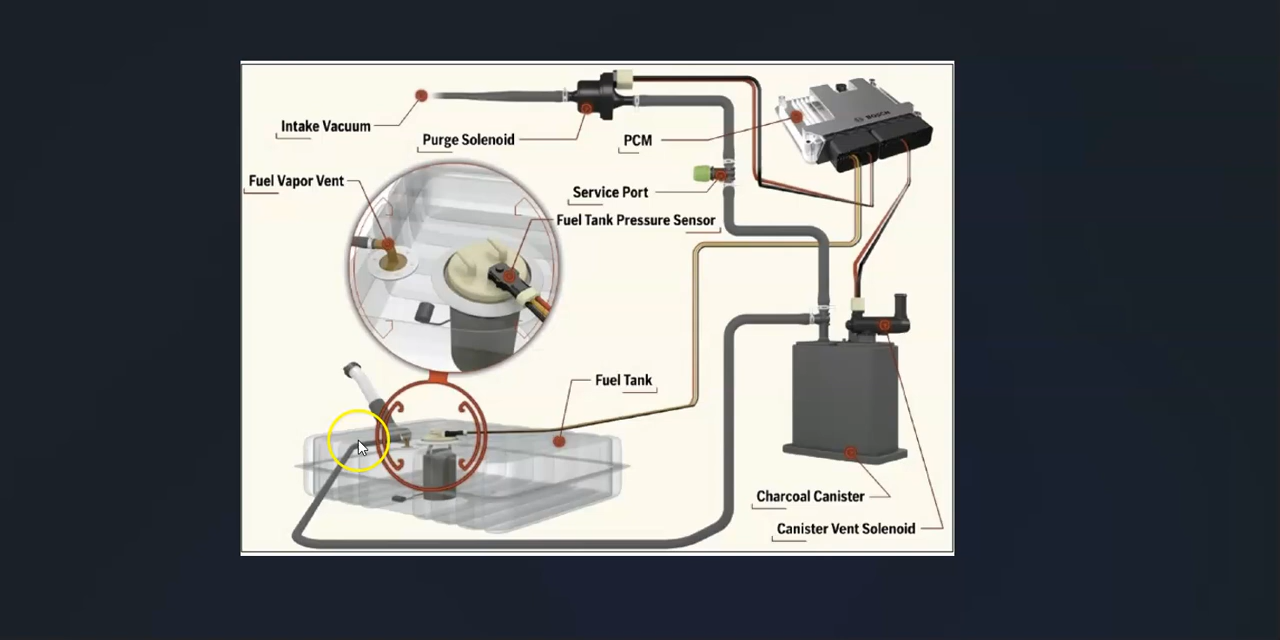 Intake Vacuum
Purge Solenoid
PCM
BOSCH
Fuel Vapor Vent
Service Port
Fuel Tank Pressure Sensor
Fuel Tank
Charcoal Canister
Canister Vent Solenoid